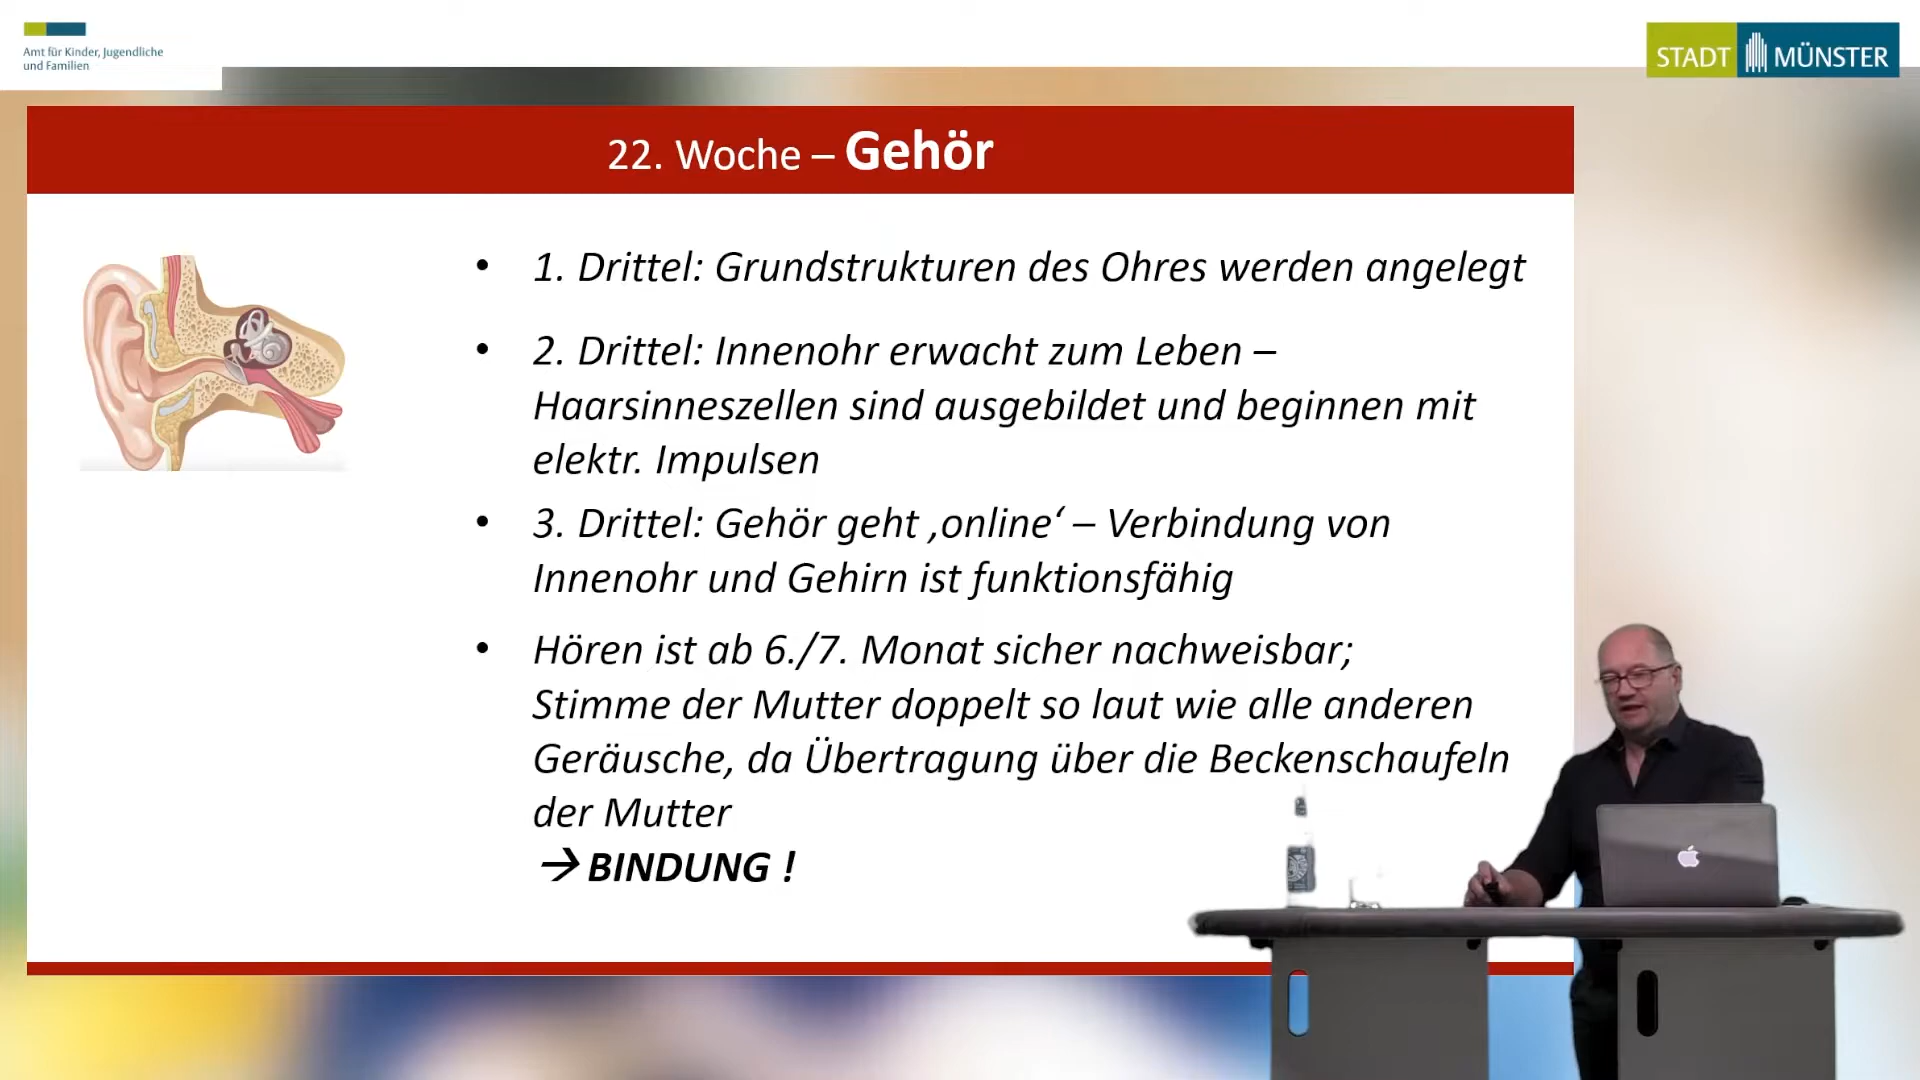 Amt für Kinder, Jugendliche
und Familien
STADT MÜNSTER
22. Woche – Gehör
• 1. Drittel: Grundstrukturen des Ohres werden angelegt
• 2. Drittel: Innenohr erwacht zum Leben –
Haarsinneszellen sind ausgebildet und beginnen mit
elektr. Impulsen
• 3. Drittel: Gehör geht ‚online‘ – Verbindung von
Innenohr und Gehirn ist funktionsfähig
• Hören ist ab 6./7. Monat sicher nachweisbar;
Stimme der Mutter doppelt so laut wie alle anderen
Geräusche, da Übertragung über die Beckenschaufeln
der Mutter
→ BINDUNG !